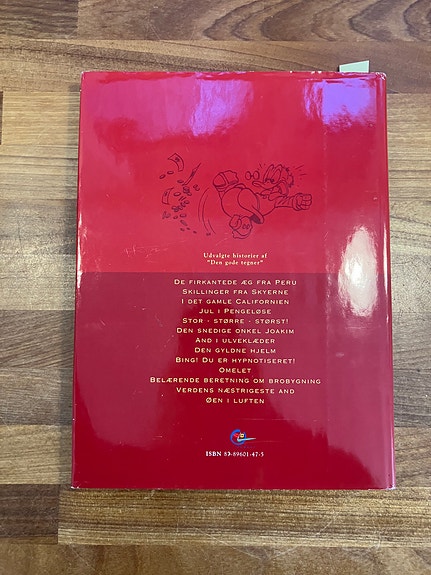 Udvalgte historier af
"Den gode tegner"
DE FIRKANTEDE ÆG FRA PERU
SKILLINGER FRA SKYERNE
I DET GAMLE CALIFORNIEN
JUL I PENGELØSE
STOR - STØRRE - STØRST!
DEN SNEDIGE ONKEL JOAKIM
AND I ULVEKLÆDER
DEN GYLDNE HJELM
BING! DU ER HYPNOTISERET!
OMELET
BELÆRENDE BERETNING OM BROBYGNING
VERDENS NÆSTRIGESTE AND
ØEN I LUFTEN
ISBN 87-89601-47-5